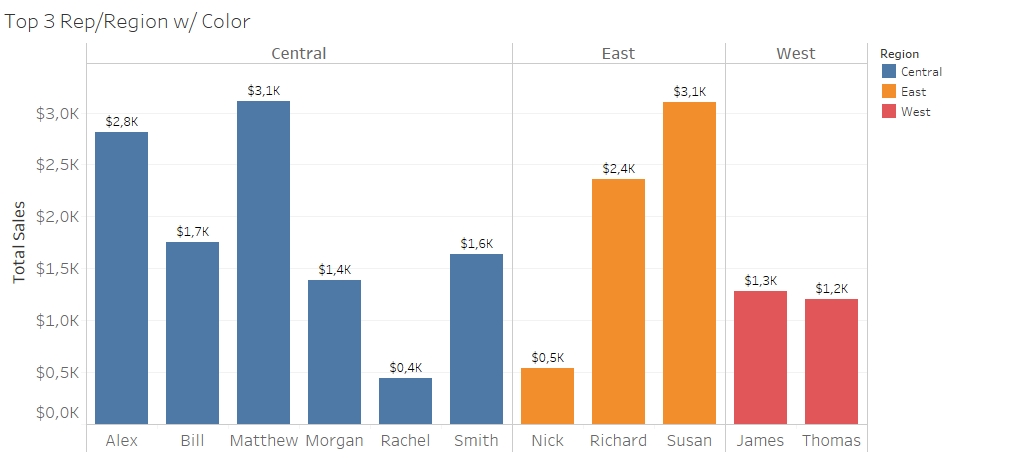 Top 3 Rep/Region w/ Color
Central East West
Region
Central
East
West
Total Sales
$3,0K
$2,5K
$2,0K
$1,5K
$1,0K
$0,5K
$0,0K
$2,8K
$1,7K
$3,1K
$1,4K
$0,4K
$1,6K
$0,5K
$2,4K
$3,1K
$1,3K
$1,2K
Alex Bill Matthew Morgan Rachel Smith Nick Richard Susan James Thomas